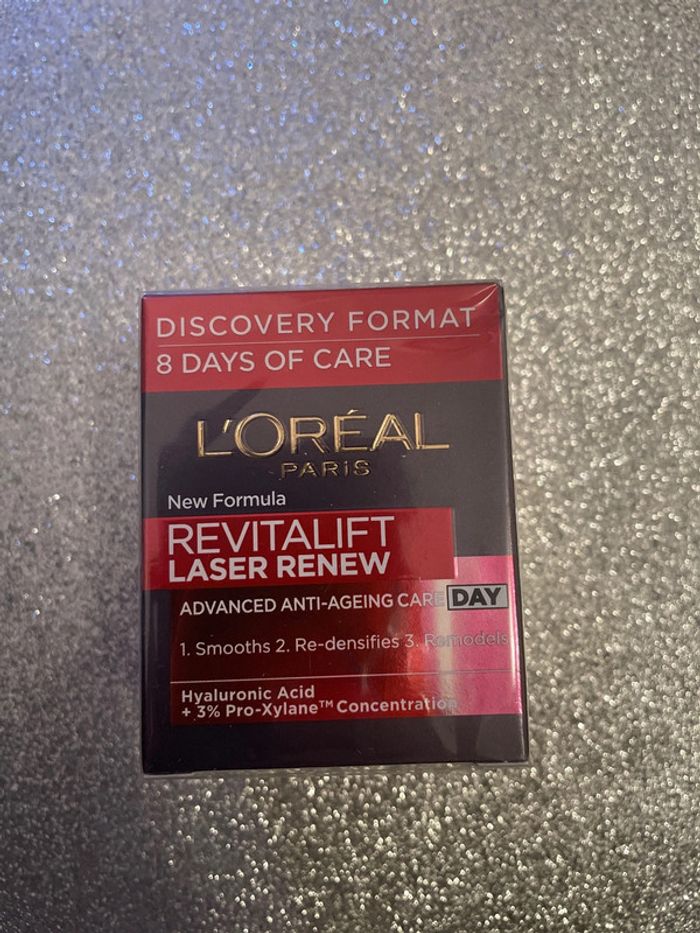 DISCOVERY FORMAT
8 DAYS OF CARE
L'ORÉAL
PARIS
New Formula
REVITALIFT
LASER RENEW
ADVANCED ANTI-AGEING CARE DAY
1. Smooths 2. Re-densifies 3. Remodels
Hyaluronic Acid
+ 3% Pro-Xylane™ Concentration